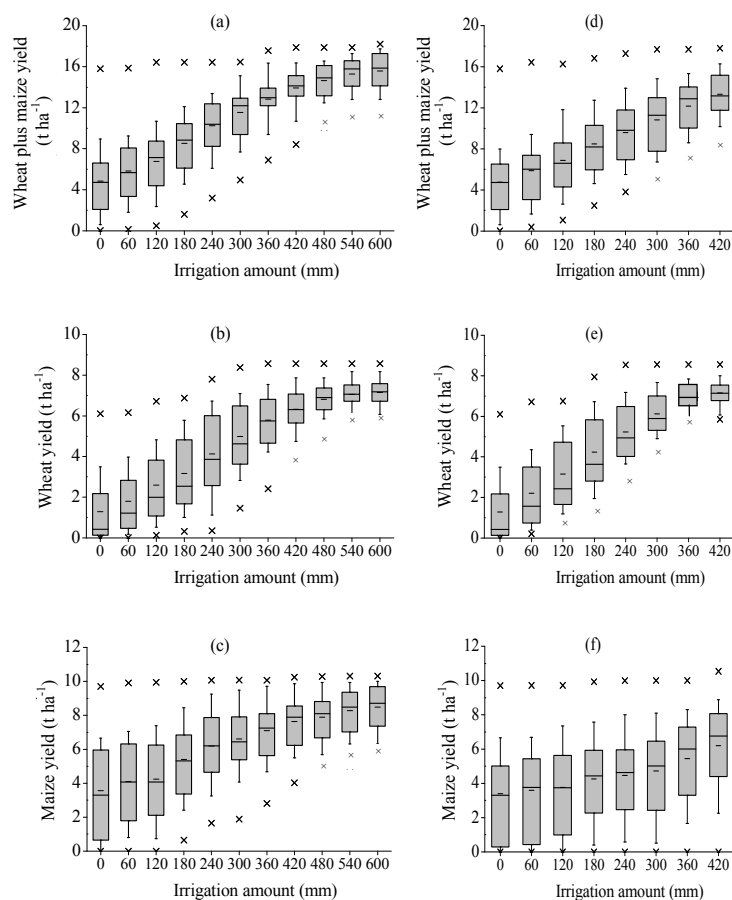 (a)
Wheat plus maize yield
(t ha⁻¹)
20
16
12
8
4
0
0 60 120 180 240 300 360 420 480 540 600
Irrigation amount (mm)
(d)
Wheat plus maize yield
(t ha⁻¹)
20
16
12
8
4
0
0 60 120 180 240 300 360 420
Irrigation amount (mm)
(b)
Wheat yield (t ha⁻¹)
10
8
6
4
2
0
0 60 120 180 240 300 360 420 480 540 600
Irrigation amount (mm)
(e)
Wheat yield (t ha⁻¹)
10
8
6
4
2
0
0 60 120 180 240 300 360 420
Irrigation amount (mm)
(c)
Maize yield (t ha⁻¹)
12
10
8
6
4
2
0
0 60 120 180 240 300 360 420 480 540 600
Irrigation amount (mm)
(f)
Maize yield (t ha⁻¹)
12
10
8
6
4
2
0
0 60 120 180 240 300 360 420
Irrigation amount (mm)